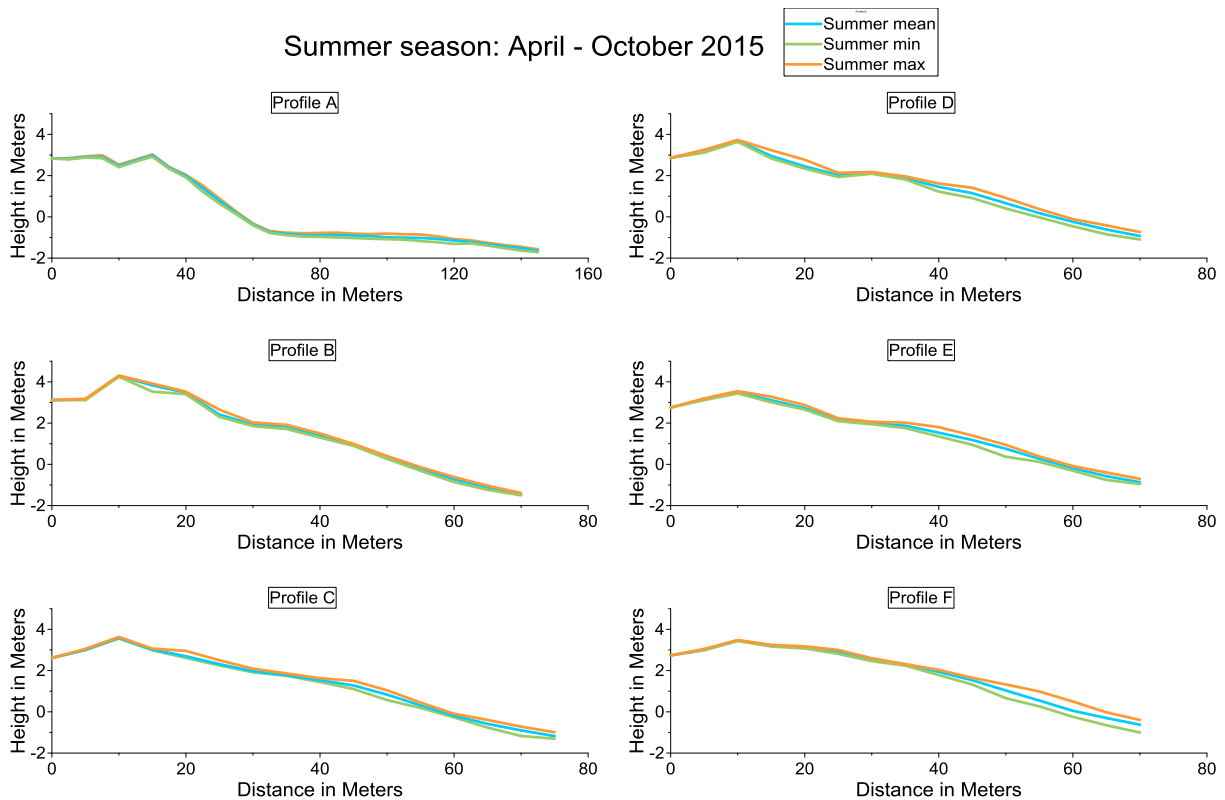 Summer season: April - October 2015
Summer mean
Summer min
Summer max
Profile A
Height in Meters
4
2
0
-2
0 40 80 120 160
Distance in Meters
Profile D
Height in Meters
4
2
0
-2
0 20 40 60 80
Distance in Meters
Profile B
Height in Meters
4
2
0
-2
0 20 40 60 80
Distance in Meters
Profile E
Height in Meters
4
2
0
-2
0 20 40 60 80
Distance in Meters
Profile C
Height in Meters
4
2
0
-2
0 20 40 60 80
Distance in Meters
Profile F
Height in Meters
4
2
0
-2
0 20 40 60 80
Distance in Meters